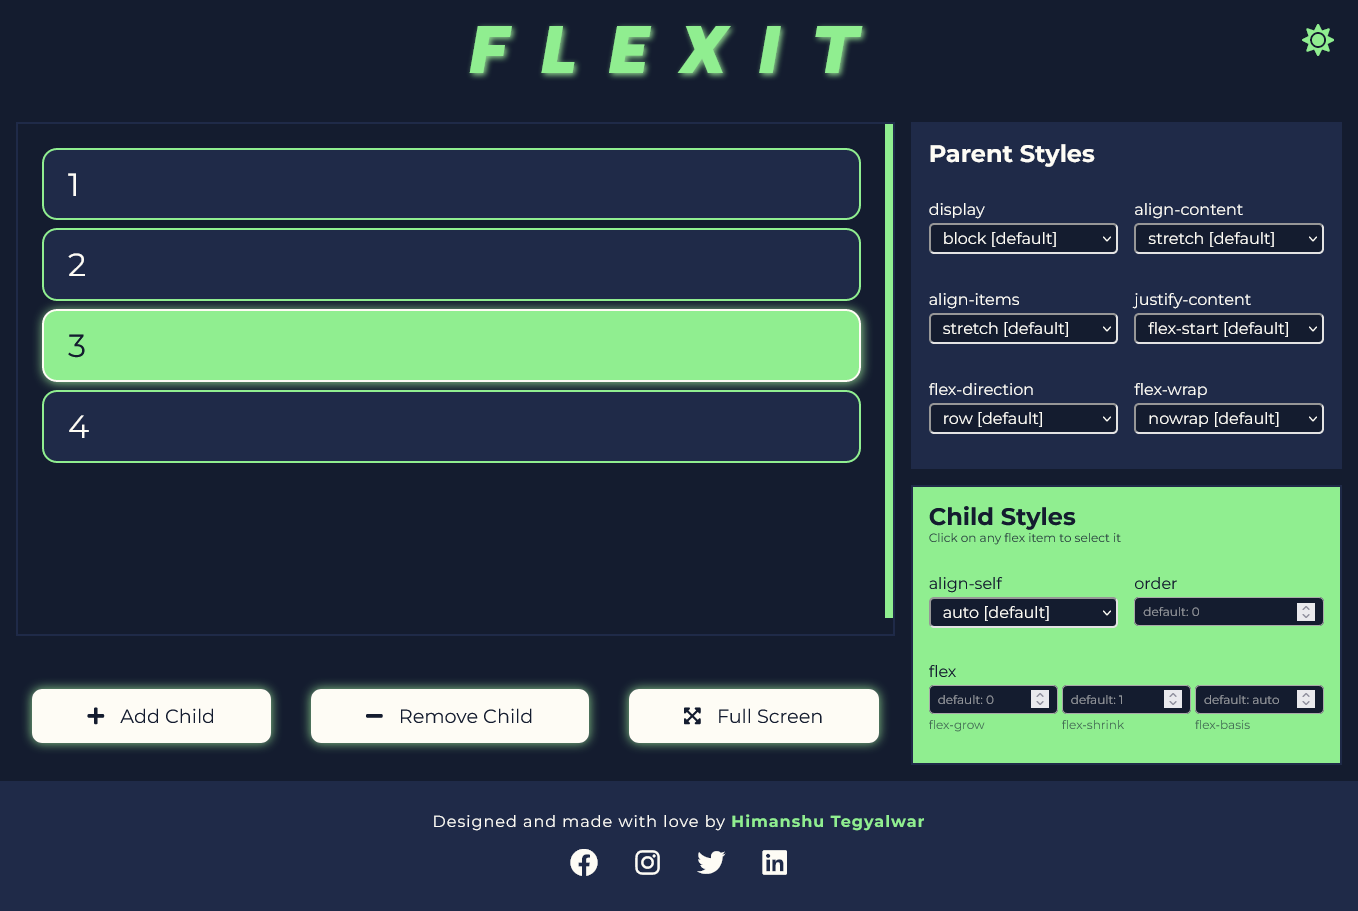 FLEXIT
1
2
3
4
Add Child
Remove Child
Full Screen
Parent Styles
display
align-content
block [default]
stretch [default]
align-items
justify-content
stretch [default]
flex-start [default]
flex-direction
flex-wrap
row [default]
nowrap [default]
Child Styles
Click on any flex item to select it
align-self
order
auto [default]
default: 0
flex
default: 0
default: 1
default: auto
flex-grow
flex-shrink
flex-basis
Designed and made with love by Himanshu Tegyalwar